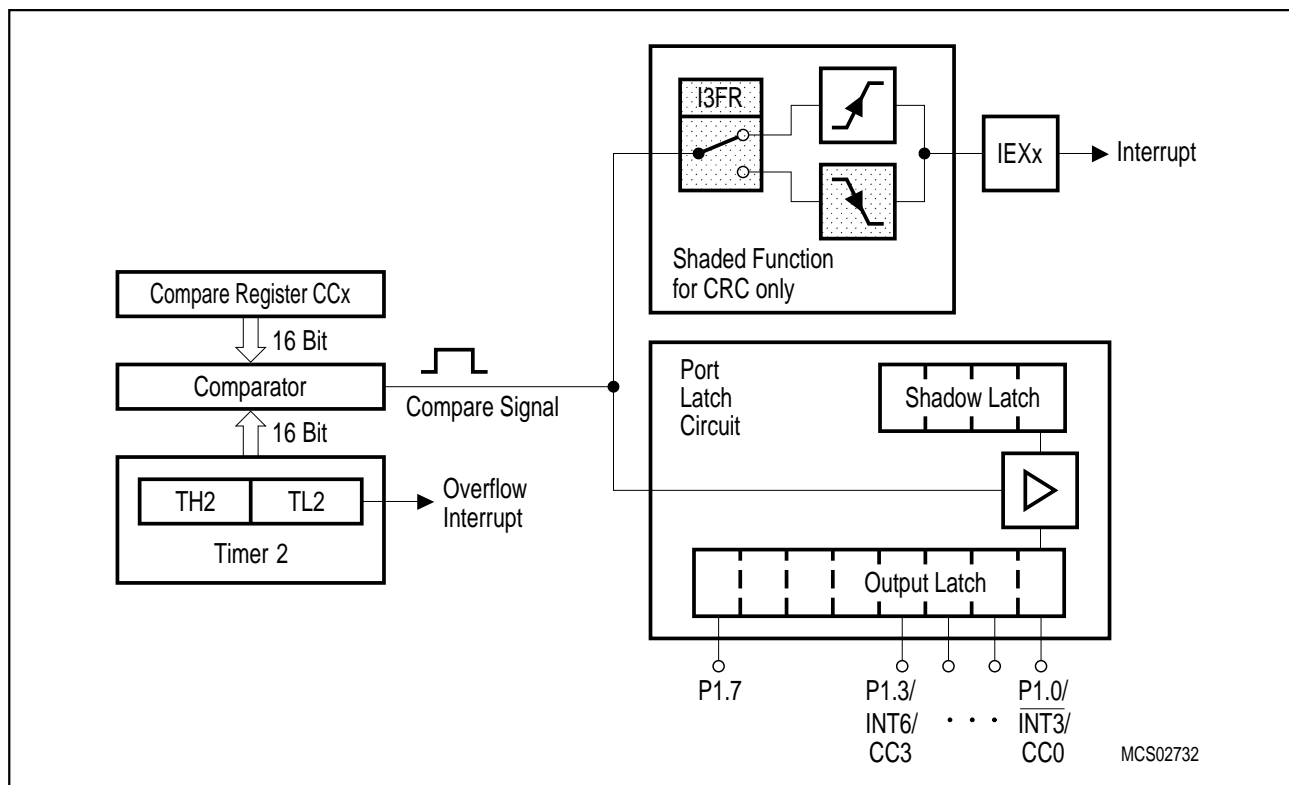 I3FR
IEXx
Interrupt
Shaded Function
for CRC only
Compare Register CCx
16 Bit
Comparator
Compare Signal
16 Bit
TH2
TL2
Overflow
Interrupt
Timer 2
Port
Latch
Circuit
Shadow Latch
Output Latch
P1.7
P1.3/
INT6/
CC3
. . .
P1.0/
INT3/
CC0
MCS02732